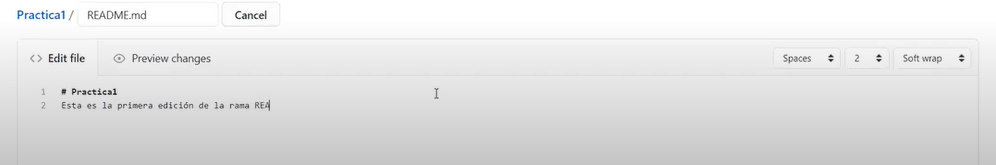 Practica1 / README.md Cancel
<> Edit file Preview changes Spaces 2 Soft wrap
1 # Practica1
2 Esta es la primera edición de la rama REA